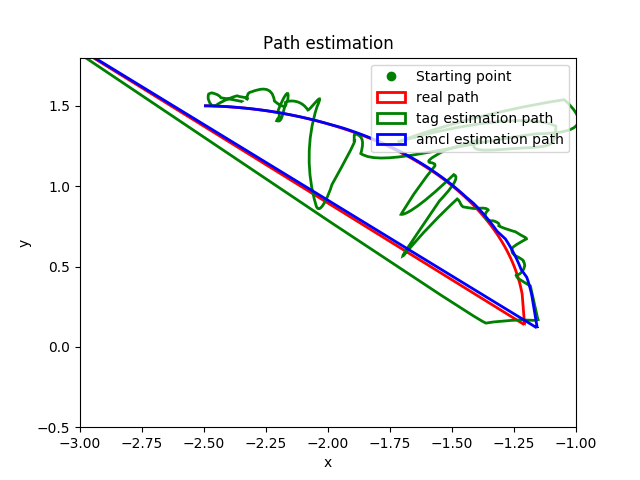 Path estimation
Starting point
real path
tag estimation path
amcl estimation path
y
1.5
1.0
0.5
0.0
−0.5
−3.00 −2.75 −2.50 −2.25 −2.00 −1.75 −1.50 −1.25 −1.00
x